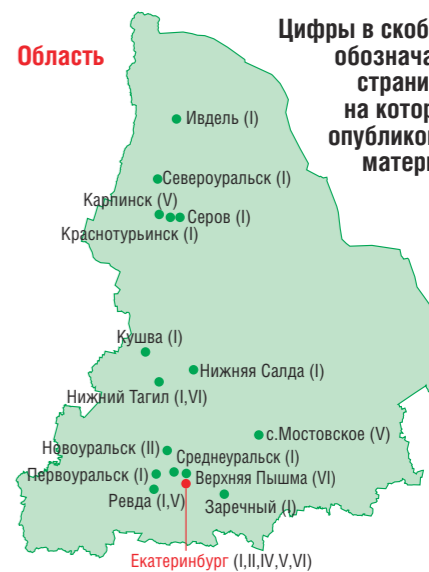 Область
Цифры в скоб
обознача
страни
на котор
опубликов
матери
Ивдель (I)
Североуральск (I)
Карпинск (V)
Серов (I)
Краснотурьинск (I)
Кушва (I)
Нижняя Салда (I)
Нижний Тагил (I,VI)
с.Мостовское (V)
Новоуральск (II)
Среднеуральск (I)
Первоуральск (I)
Верхняя Пышма (VI)
Ревда (I,V)
Заречный (I)
Екатеринбург (I,II,IV,V,VI)